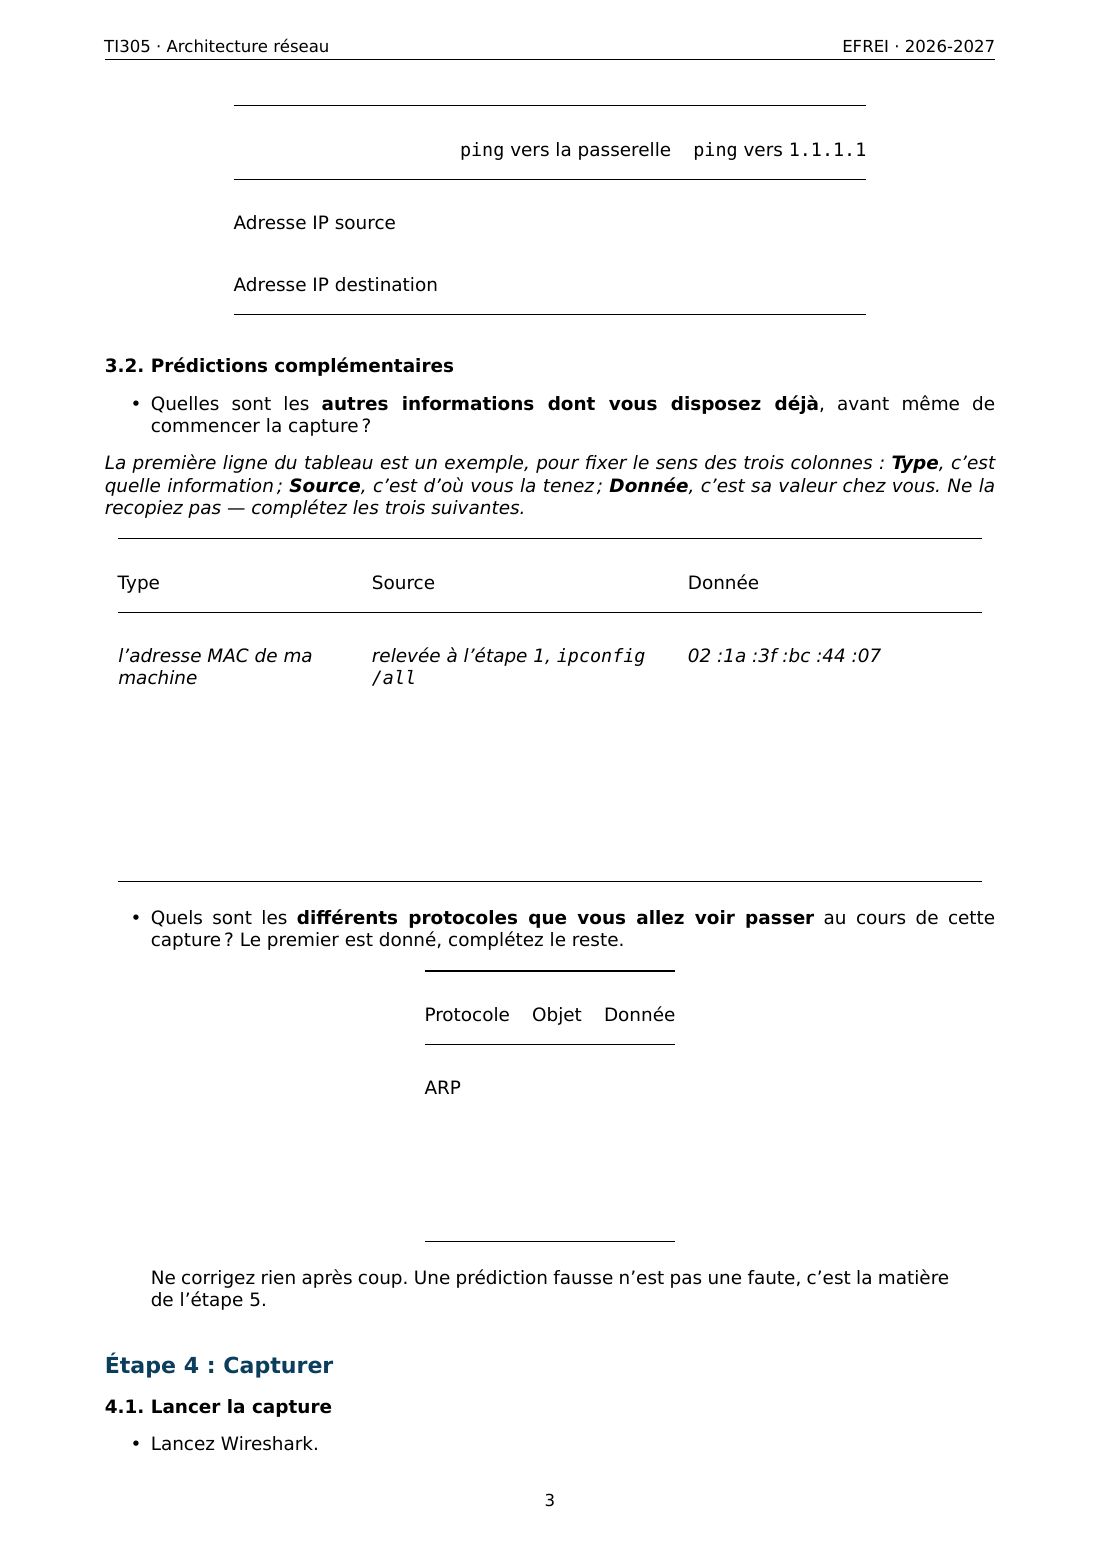 TI305 · Architecture réseau EFREI · 2026-2027
ping vers la passerelle ping vers 1.1.1.1
Adresse IP source
Adresse IP destination
3.2. Prédictions complémentaires
• Quelles sont les autres informations dont vous disposez déjà, avant même de
commencer la capture ?
La première ligne du tableau est un exemple, pour fixer le sens des trois colonnes : Type, c’est
quelle information ; Source, c’est d’où vous la tenez ; Donnée, c’est sa valeur chez vous. Ne la
recopiez pas — complétez les trois suivantes.
Type Source Donnée
l’adresse MAC de ma relevée à l’étape 1, ipconfig 02 :1a :3f :bc :44 :07
machine /all
• Quels sont les différents protocoles que vous allez voir passer au cours de cette
capture ? Le premier est donné, complétez le reste.
Protocole Objet Donnée
ARP
Ne corrigez rien après coup. Une prédiction fausse n’est pas une faute, c’est la matière
de l’étape 5.
Étape 4 : Capturer
4.1. Lancer la capture
• Lancez Wireshark.
3